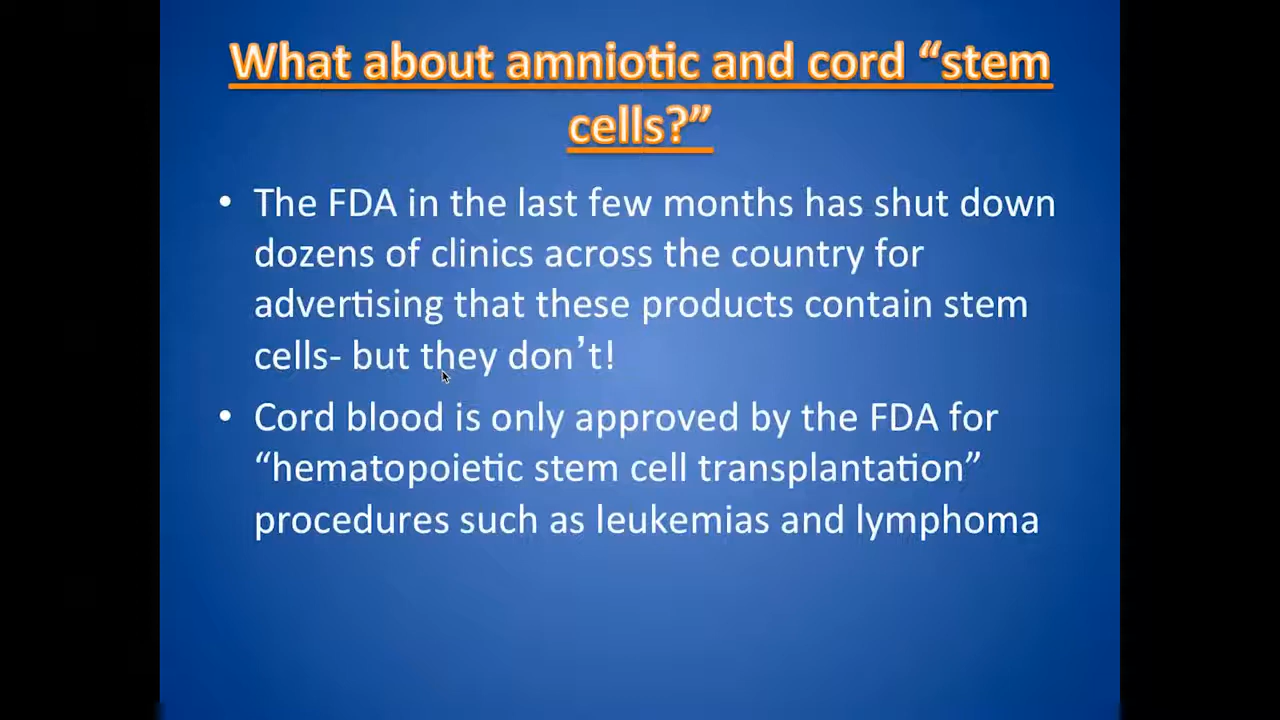 What about amniotic and cord “stem
cells?”
• The FDA in the last few months has shut down
dozens of clinics across the country for
advertising that these products contain stem
cells- but they don’t!
• Cord blood is only approved by the FDA for
“hematopoietic stem cell transplantation”
procedures such as leukemias and lymphoma